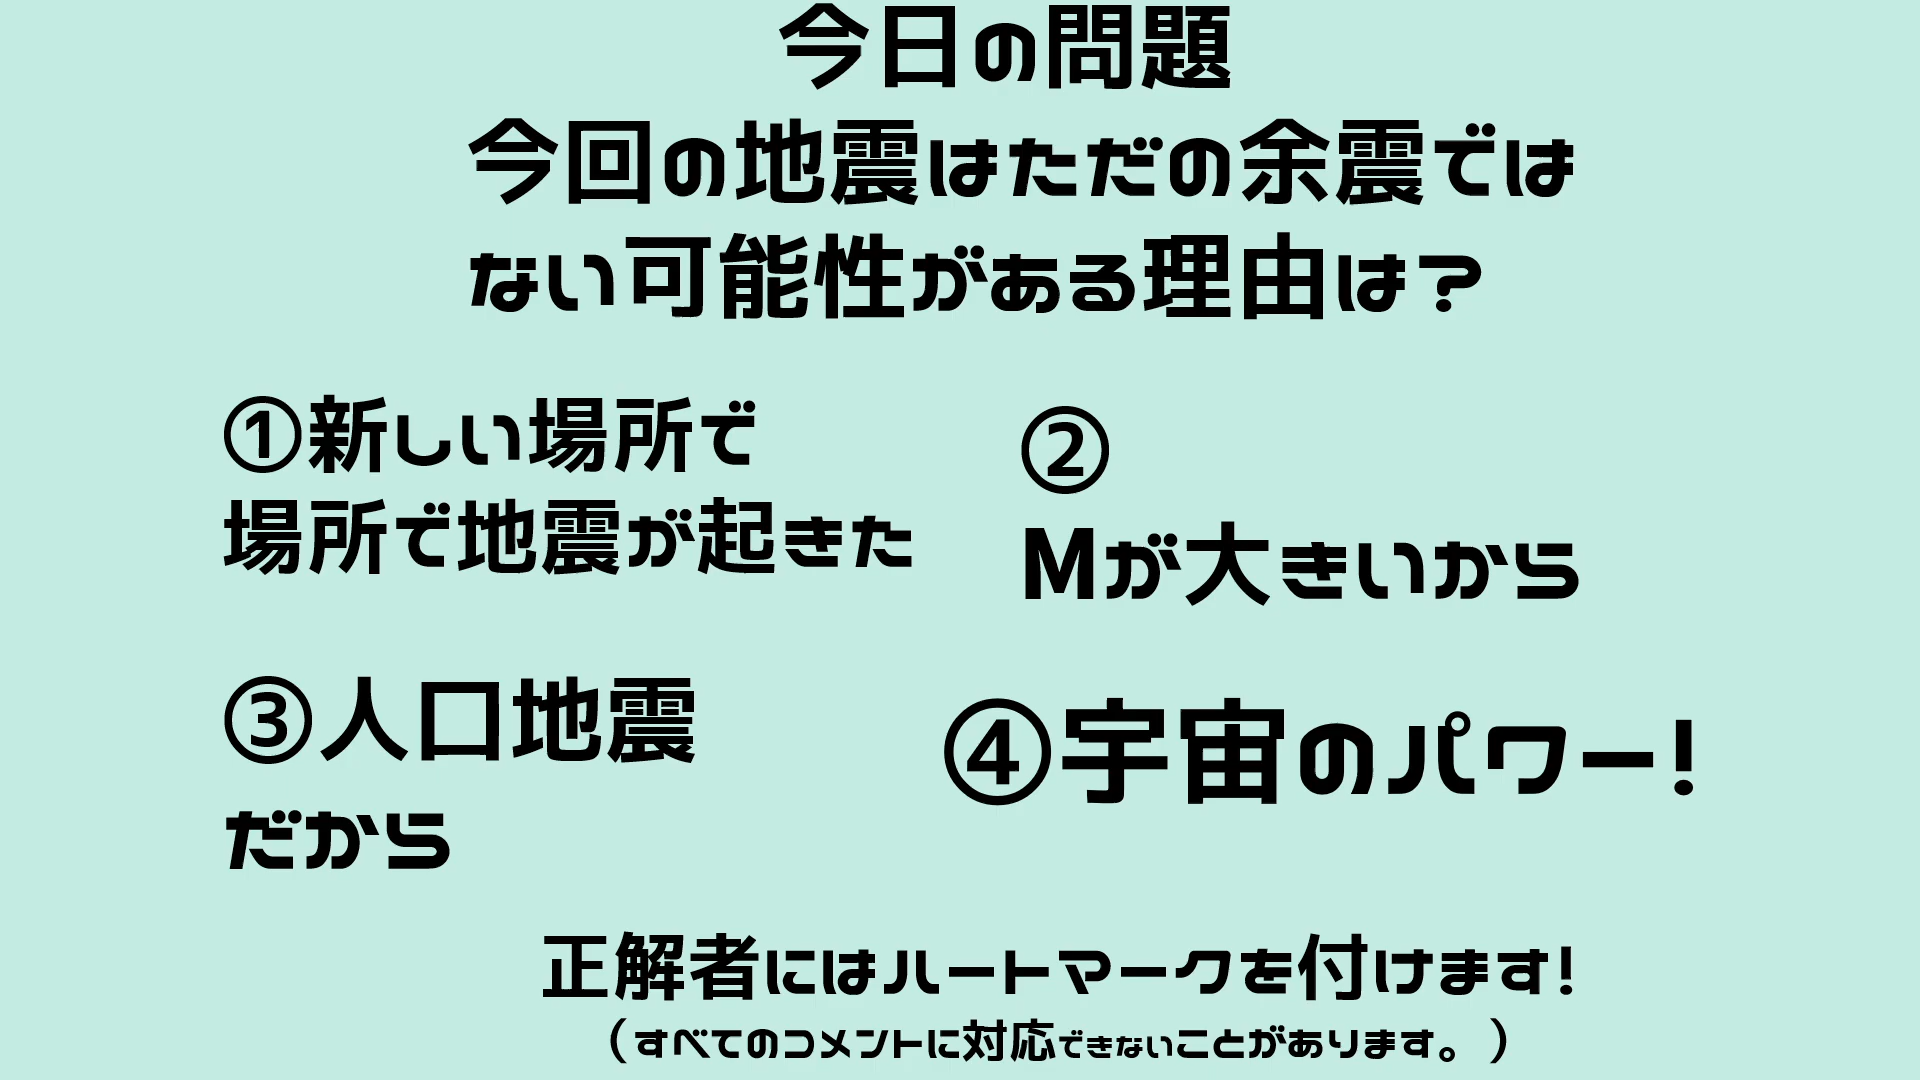 今日の問題
今回の地震はただの余震では
ない可能性がある理由は？
①新しい場所で
場所で地震が起きた
②
Mが大きいから
③人口地震
だから
④宇宙のパワー！
正解者にはハートマークを付けます！
（すべてのコメントに対応できないことがあります。）